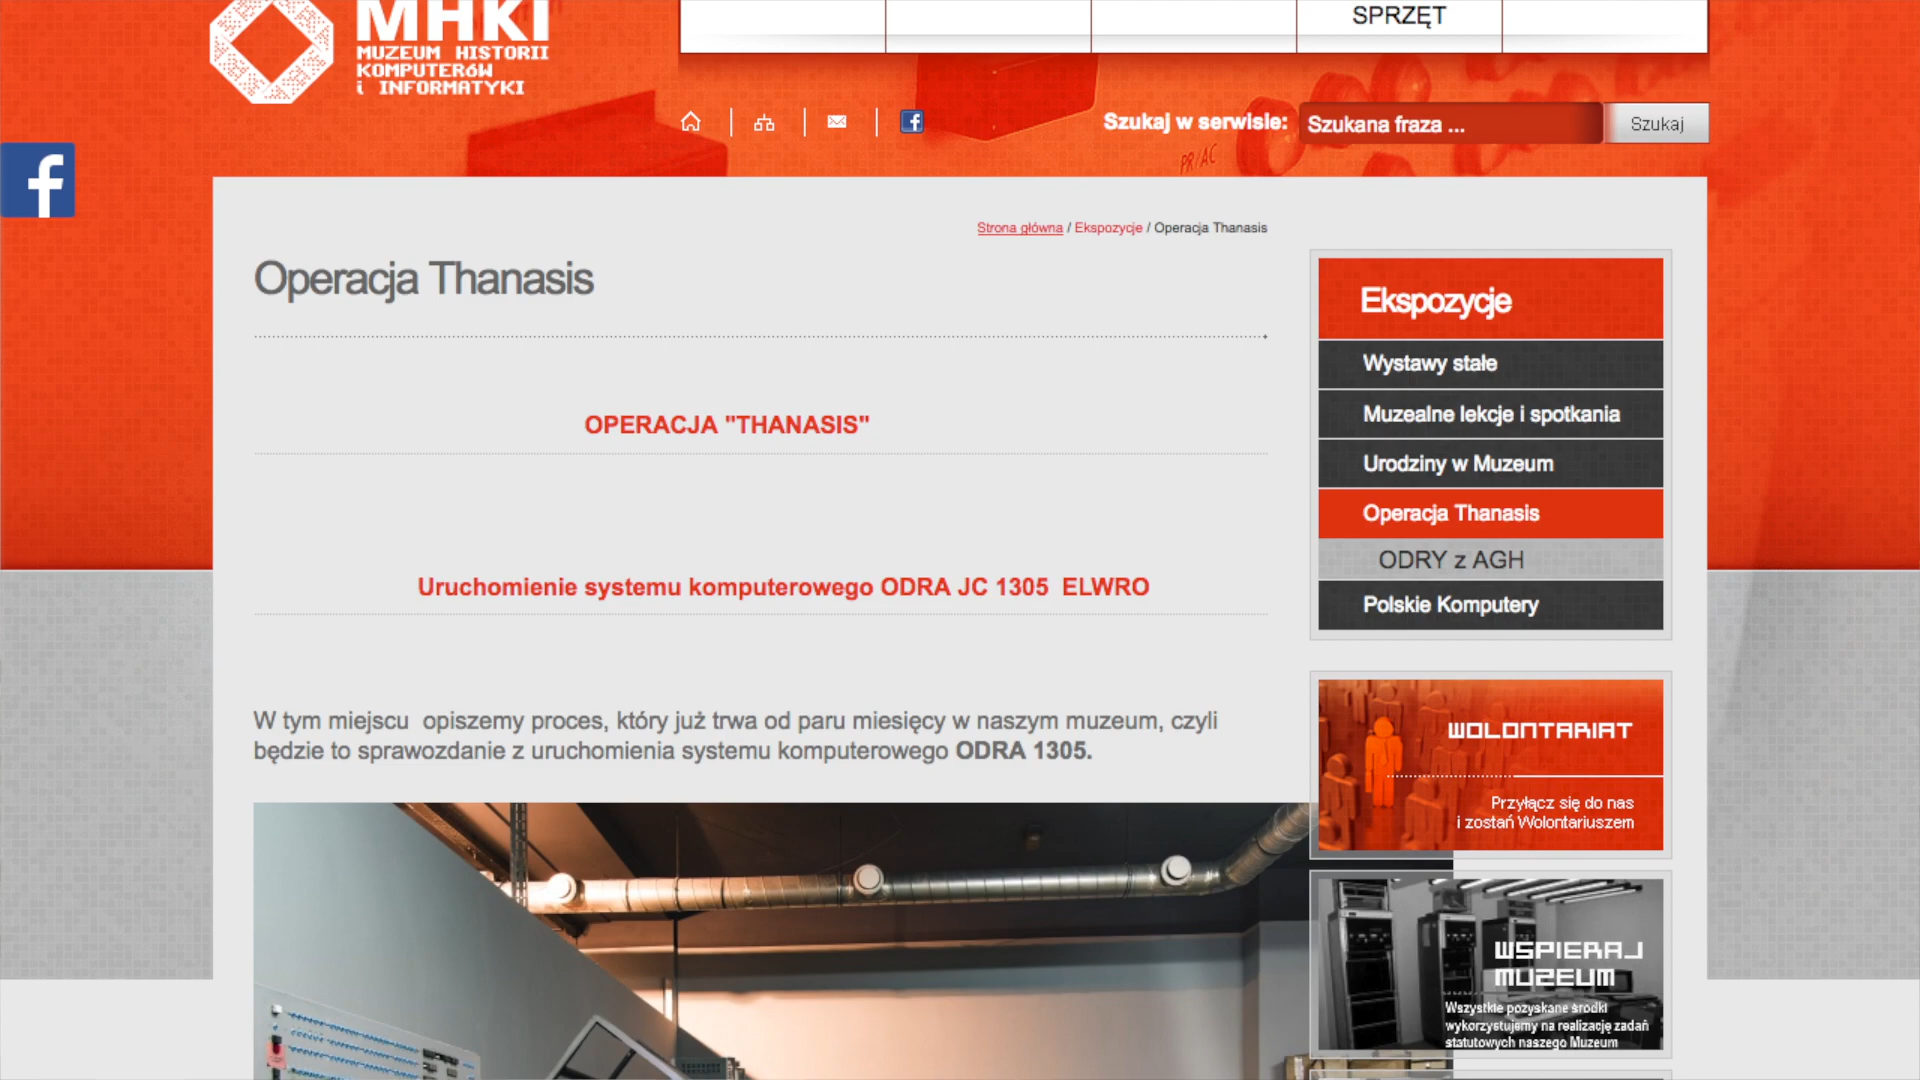 MHKI
MUZEUM HISTORII
KOMPUTERÓW
i INFORMATYKI
SPRZĘT
Szukaj w serwisie:
Szukana fraza ...
Szukaj
PR/AC
Strona główna / Ekspozycje / Operacja Thanasis
Operacja Thanasis
OPERACJA "THANASIS"
Uruchomienie systemu komputerowego ODRA JC 1305 ELWRO
W tym miejscu opiszemy proces, który już trwa od paru miesięcy w naszym muzeum, czyli
będzie to sprawozdanie z uruchomienia systemu komputerowego ODRA 1305.
Ekspozycje
Wystawy stałe
Muzealne lekcje i spotkania
Urodziny w Muzeum
Operacja Thanasis
ODRY z AGH
Polskie Komputery
WOLONTARIAT
Przyłącz się do nas
i zostań Wolontariuszem
WSPIERAJ
MUZEUM
Wszystkie pozyskane środki
wykorzystujemy na realizację zadań
statutowych naszego Muzeum